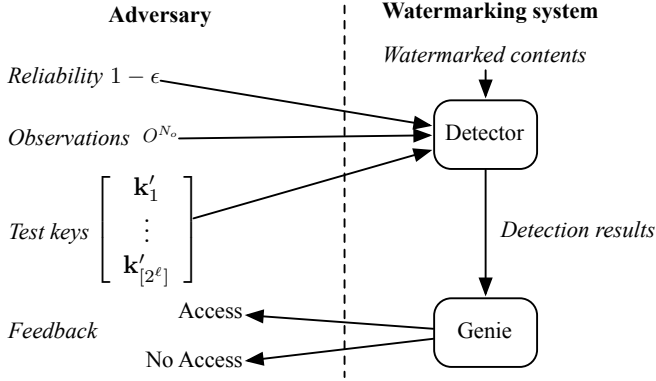 Adversary
Watermarking system
Watermarked contents
Reliability 1 − ϵ
Observations O^{N_o}
Detector
Test keys [ k′_1 ⋮ k′_{[2^ℓ]} ]
Detection results
Feedback
Access
Genie
No Access